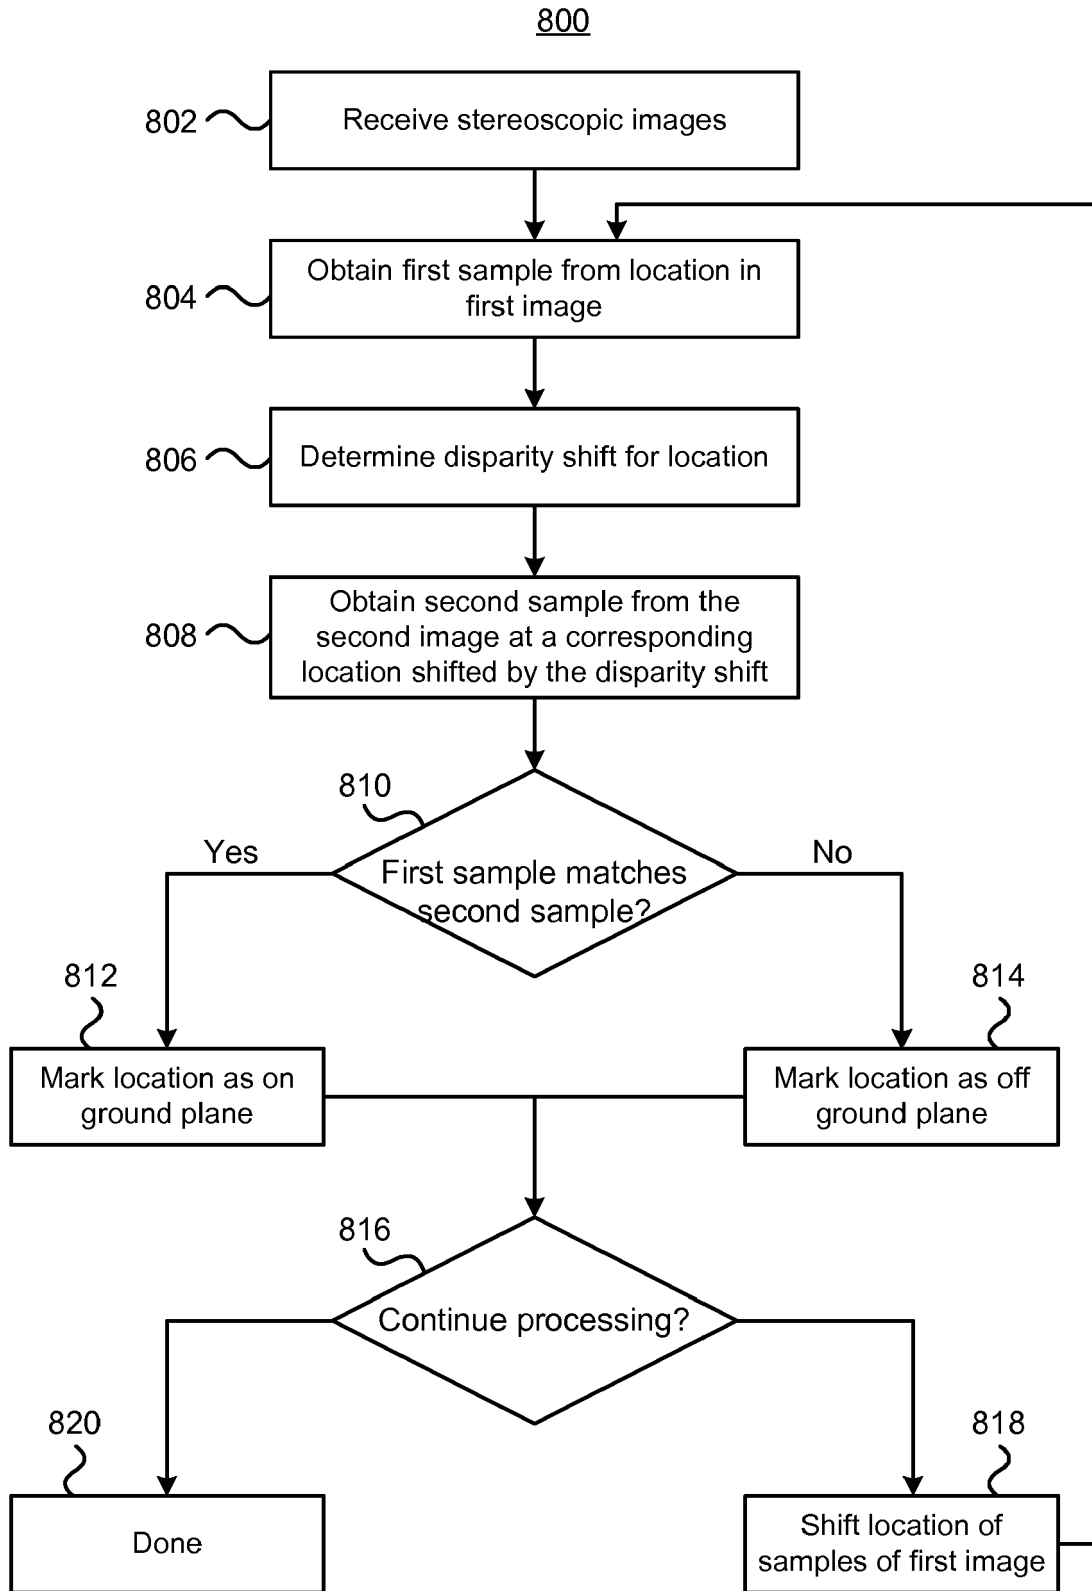 800
802
Receive stereoscopic images
804
Obtain first sample from location in
first image
806
Determine disparity shift for location
808
Obtain second sample from the
second image at a corresponding
location shifted by the disparity shift
810
Yes
No
First sample matches
second sample?
812
814
Mark location as on
ground plane
Mark location as off
ground plane
816
Continue processing?
820
818
Done
Shift location of
samples of first image